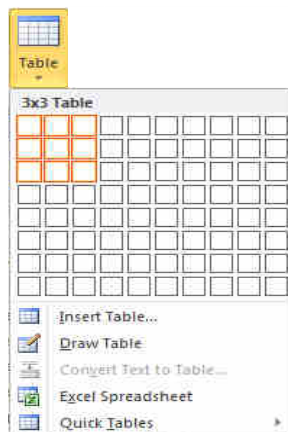 Table
3x3 Table
Insert Table...
Draw Table
Convert Text to Table...
Excel Spreadsheet
Quick Tables